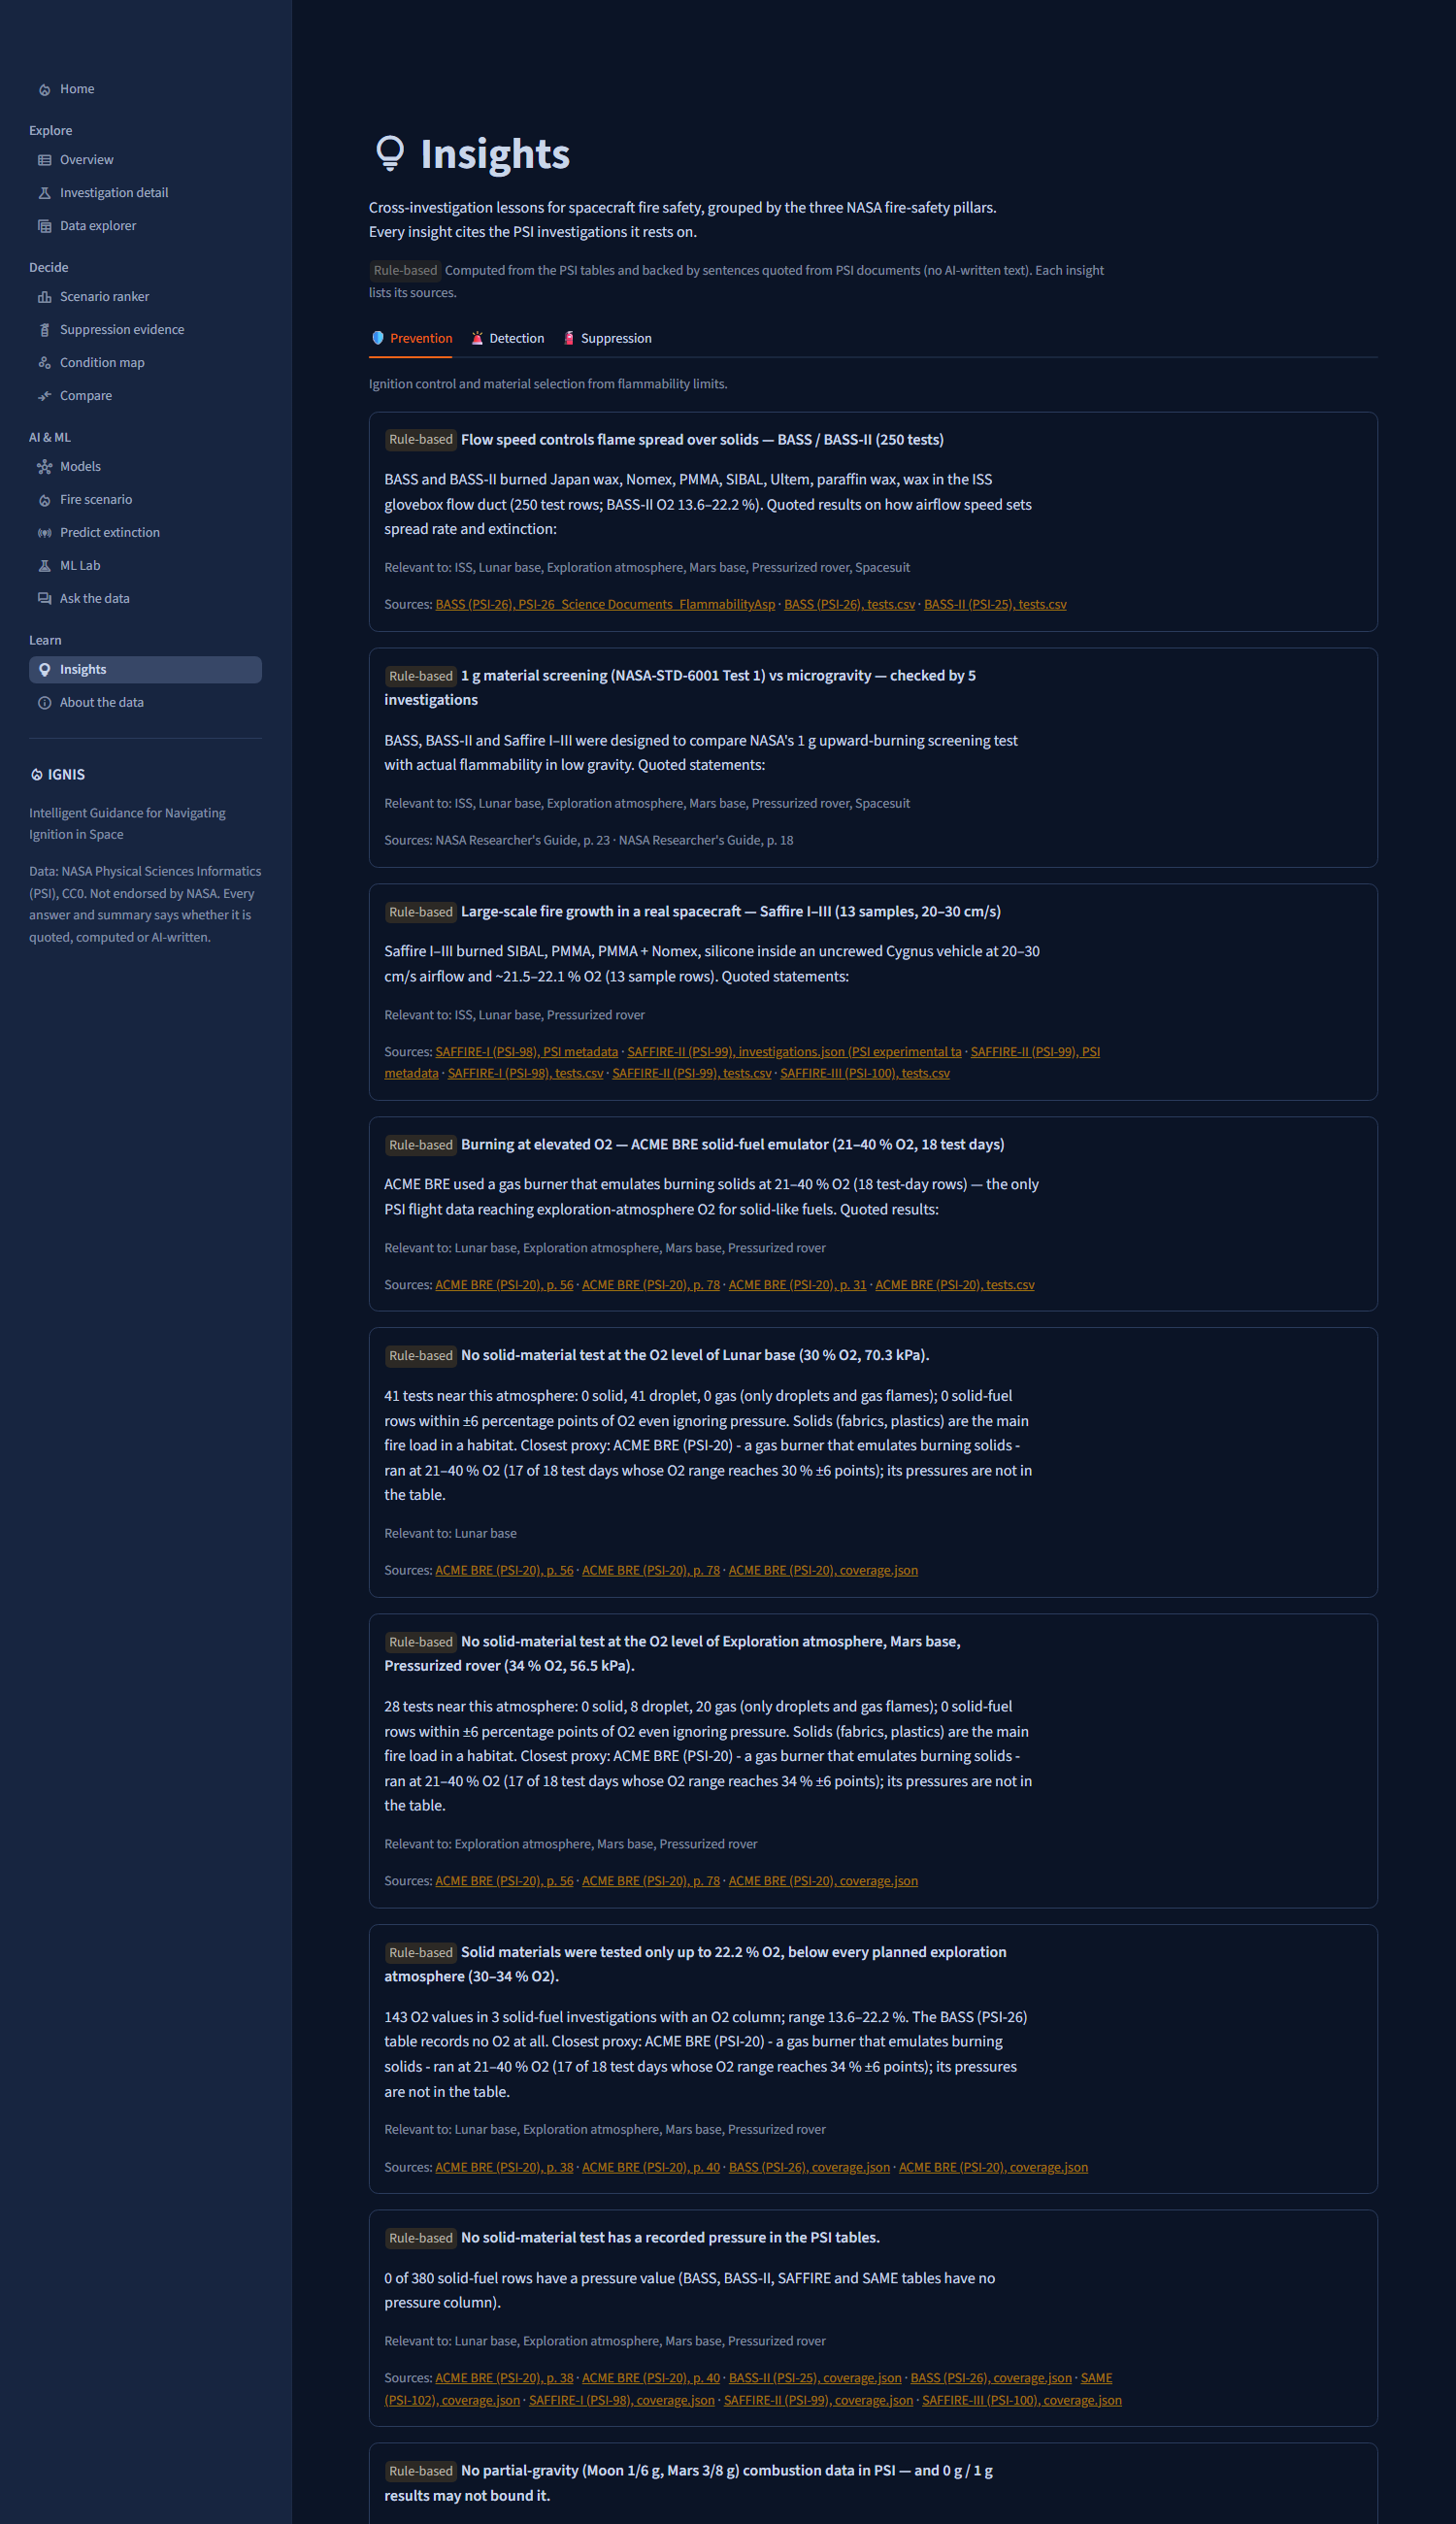 Home
Explore
Overview
Investigation detail
Data explorer
Decide
Scenario ranker
Suppression evidence
Condition map
Compare
AI & ML
Models
Fire scenario
Predict extinction
ML Lab
Ask the data
Learn
Insights
About the data
IGNIS
Intelligent Guidance for Navigating
Ignition in Space
Data: NASA Physical Sciences Informatics
(PSI), CC0. Not endorsed by NASA. Every
answer and summary says whether it is
quoted, computed or AI-written.
Insights
Cross-investigation lessons for spacecraft fire safety, grouped by the three NASA fire-safety pillars.
Every insight cites the PSI investigations it rests on.
Rule-based Computed from the PSI tables and backed by sentences quoted from PSI documents (no AI-written text). Each insight
lists its sources.
Prevention Detection Suppression
Ignition control and material selection from flammability limits.
Rule-based Flow speed controls flame spread over solids — BASS / BASS-II (250 tests)
BASS and BASS-II burned Japan wax, Nomex, PMMA, SIBAL, Ultem, paraffin wax, wax in the ISS
glovebox flow duct (250 test rows; BASS-II O2 13.6–22.2 %). Quoted results on how airflow speed sets
spread rate and extinction:
Relevant to: ISS, Lunar base, Exploration atmosphere, Mars base, Pressurized rover, Spacesuit
Sources: BASS (PSI-26), PSI-26_Science Documents_FlammabilityAsp · BASS (PSI-26), tests.csv · BASS-II (PSI-25), tests.csv
Rule-based 1 g material screening (NASA-STD-6001 Test 1) vs microgravity — checked by 5
investigations
BASS, BASS-II and Saffire I–III were designed to compare NASA's 1 g upward-burning screening test
with actual flammability in low gravity. Quoted statements:
Relevant to: ISS, Lunar base, Exploration atmosphere, Mars base, Pressurized rover, Spacesuit
Sources: NASA Researcher's Guide, p. 23 · NASA Researcher's Guide, p. 18
Rule-based Large-scale fire growth in a real spacecraft — Saffire I–III (13 samples, 20–30 cm/s)
Saffire I–III burned SIBAL, PMMA, PMMA + Nomex, silicone inside an uncrewed Cygnus vehicle at 20–30
cm/s airflow and ~21.5–22.1 % O2 (13 sample rows). Quoted statements:
Relevant to: ISS, Lunar base, Pressurized rover
Sources: SAFFIRE-I (PSI-98), PSI metadata · SAFFIRE-II (PSI-99), investigations.json (PSI experimental ta · SAFFIRE-II (PSI-99), PSI
metadata · SAFFIRE-I (PSI-98), tests.csv · SAFFIRE-II (PSI-99), tests.csv · SAFFIRE-III (PSI-100), tests.csv
Rule-based Burning at elevated O2 — ACME BRE solid-fuel emulator (21–40 % O2, 18 test days)
ACME BRE used a gas burner that emulates burning solids at 21–40 % O2 (18 test-day rows) — the only
PSI flight data reaching exploration-atmosphere O2 for solid-like fuels. Quoted results:
Relevant to: Lunar base, Exploration atmosphere, Mars base, Pressurized rover
Sources: ACME BRE (PSI-20), p. 56 · ACME BRE (PSI-20), p. 78 · ACME BRE (PSI-20), p. 31 · ACME BRE (PSI-20), tests.csv
Rule-based No solid-material test at the O2 level of Lunar base (30 % O2, 70.3 kPa).
41 tests near this atmosphere: 0 solid, 41 droplet, 0 gas (only droplets and gas flames); 0 solid-fuel
rows within ±6 percentage points of O2 even ignoring pressure. Solids (fabrics, plastics) are the main
fire load in a habitat. Closest proxy: ACME BRE (PSI-20) - a gas burner that emulates burning solids -
ran at 21–40 % O2 (17 of 18 test days whose O2 range reaches 30 % ±6 points); its pressures are not in
the table.
Relevant to: Lunar base
Sources: ACME BRE (PSI-20), p. 56 · ACME BRE (PSI-20), p. 78 · ACME BRE (PSI-20), coverage.json
Rule-based No solid-material test at the O2 level of Exploration atmosphere, Mars base,
Pressurized rover (34 % O2, 56.5 kPa).
28 tests near this atmosphere: 0 solid, 8 droplet, 20 gas (only droplets and gas flames); 0 solid-fuel
rows within ±6 percentage points of O2 even ignoring pressure. Solids (fabrics, plastics) are the main
fire load in a habitat. Closest proxy: ACME BRE (PSI-20) - a gas burner that emulates burning solids -
ran at 21–40 % O2 (17 of 18 test days whose O2 range reaches 34 % ±6 points); its pressures are not in
the table.
Relevant to: Exploration atmosphere, Mars base, Pressurized rover
Sources: ACME BRE (PSI-20), p. 56 · ACME BRE (PSI-20), p. 78 · ACME BRE (PSI-20), coverage.json
Rule-based Solid materials were tested only up to 22.2 % O2, below every planned exploration
atmosphere (30–34 % O2).
143 O2 values in 3 solid-fuel investigations with an O2 column; range 13.6–22.2 %. The BASS (PSI-26)
table records no O2 at all. Closest proxy: ACME BRE (PSI-20) - a gas burner that emulates burning
solids - ran at 21–40 % O2 (17 of 18 test days whose O2 range reaches 34 % ±6 points); its pressures
are not in the table.
Relevant to: Lunar base, Exploration atmosphere, Mars base, Pressurized rover
Sources: ACME BRE (PSI-20), p. 38 · ACME BRE (PSI-20), p. 40 · BASS (PSI-26), coverage.json · ACME BRE (PSI-20), coverage.json
Rule-based No solid-material test has a recorded pressure in the PSI tables.
0 of 380 solid-fuel rows have a pressure value (BASS, BASS-II, SAFFIRE and SAME tables have no
pressure column).
Relevant to: Lunar base, Exploration atmosphere, Mars base, Pressurized rover
Sources: ACME BRE (PSI-20), p. 38 · ACME BRE (PSI-20), p. 40 · BASS-II (PSI-25), coverage.json · BASS (PSI-26), coverage.json · SAME
(PSI-102), coverage.json · SAFFIRE-I (PSI-98), coverage.json · SAFFIRE-II (PSI-99), coverage.json · SAFFIRE-III (PSI-100), coverage.json
Rule-based No partial-gravity (Moon 1/6 g, Mars 3/8 g) combustion data in PSI — and 0 g / 1 g
results may not bound it.